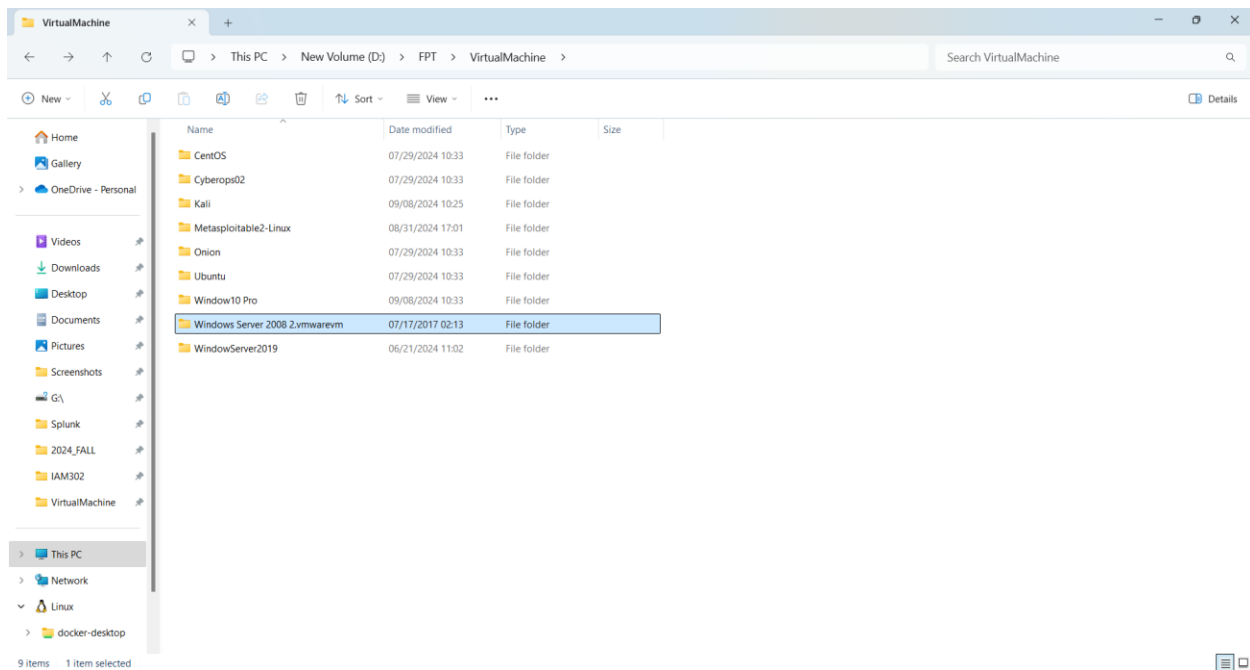 VirtualMachine
This PC > New Volume (D:) > FPT > VirtualMachine >
Search VirtualMachine
New
Sort
View
Details
Home
Gallery
OneDrive - Personal
Videos
Downloads
Desktop
Documents
Pictures
Screenshots
G:\
Splunk
2024_FALL
IAM302
VirtualMachine
This PC
Network
Linux
docker-desktop
Name Date modified Type Size
CentOS 07/29/2024 10:33 File folder
Cyberops02 07/29/2024 10:33 File folder
Kali 09/08/2024 10:25 File folder
Metasploitable2-Linux 08/31/2024 17:01 File folder
Onion 07/29/2024 10:33 File folder
Ubuntu 07/29/2024 10:33 File folder
Window10 Pro 09/08/2024 10:33 File folder
Windows Server 2008 2.vmwarevm 07/17/2017 02:13 File folder
WindowServer2019 06/21/2024 11:02 File folder
9 items 1 item selected